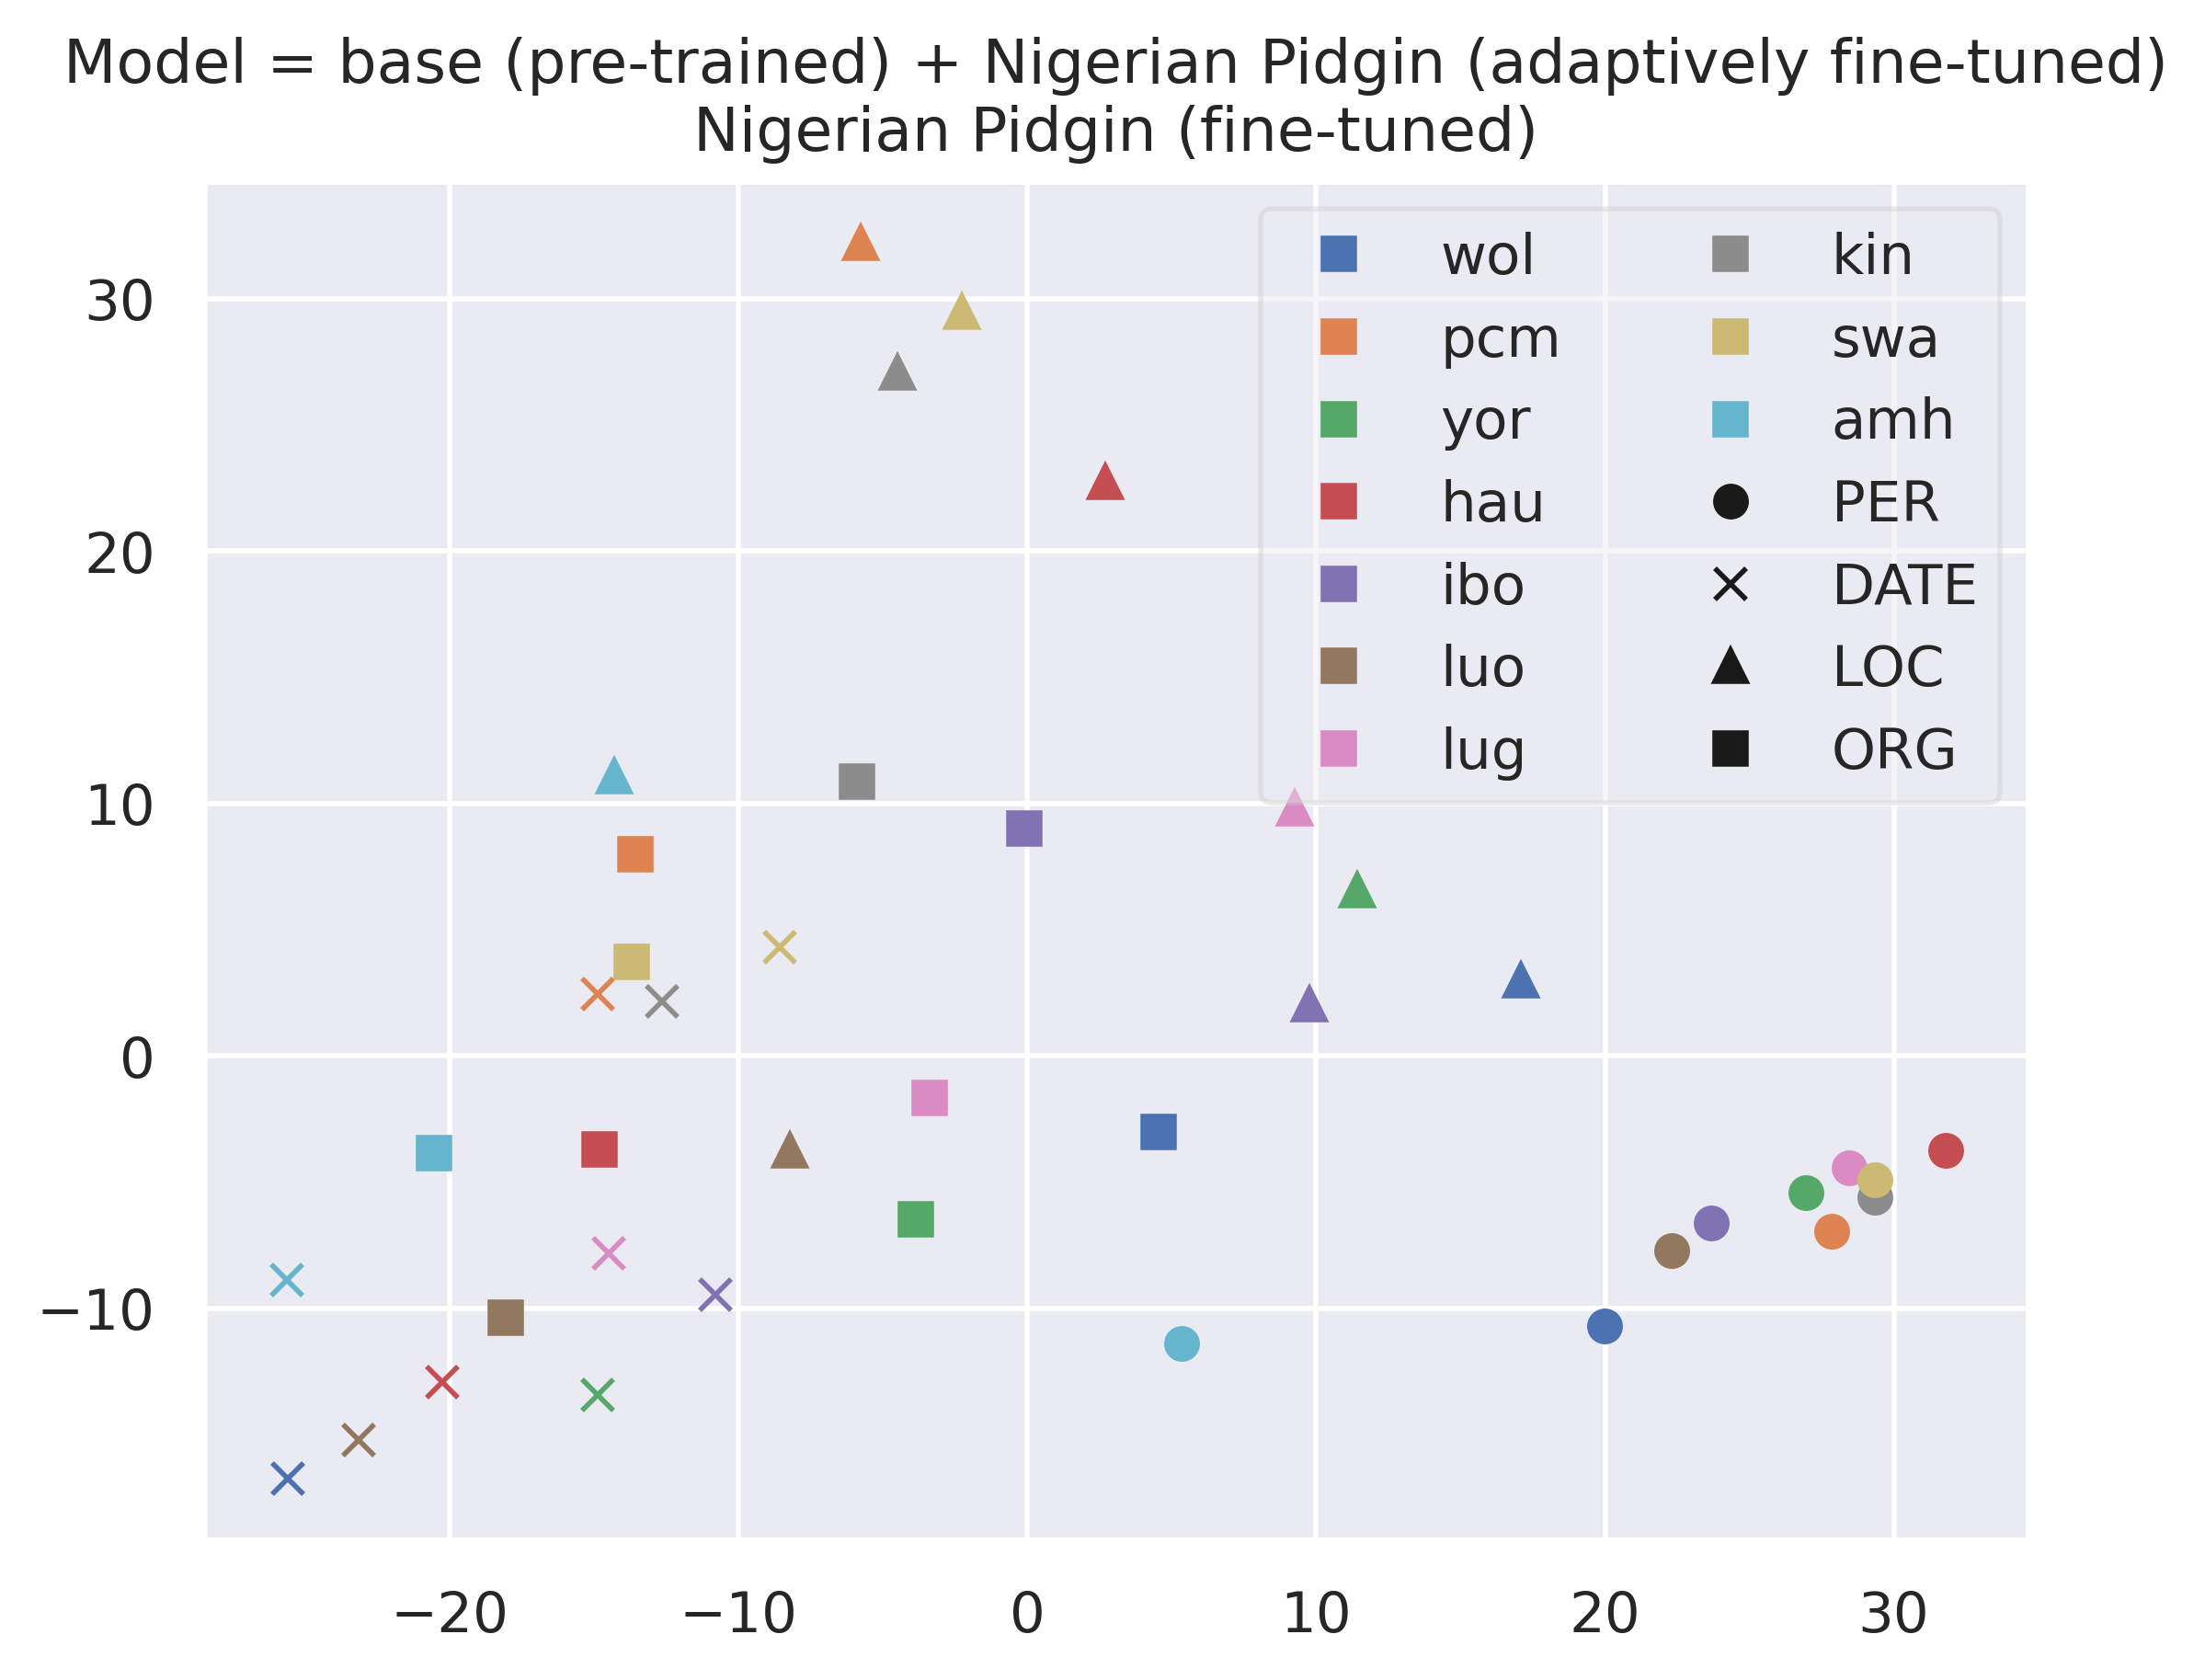 Model = base (pre-trained) + Nigerian Pidgin (adaptively fine-tuned)
Nigerian Pidgin (fine-tuned)
30
20
10
0
−10
−20
−10
0
10
20
30
wol
pcm
yor
hau
ibo
luo
lug
kin
swa
amh
PER
DATE
LOC
ORG